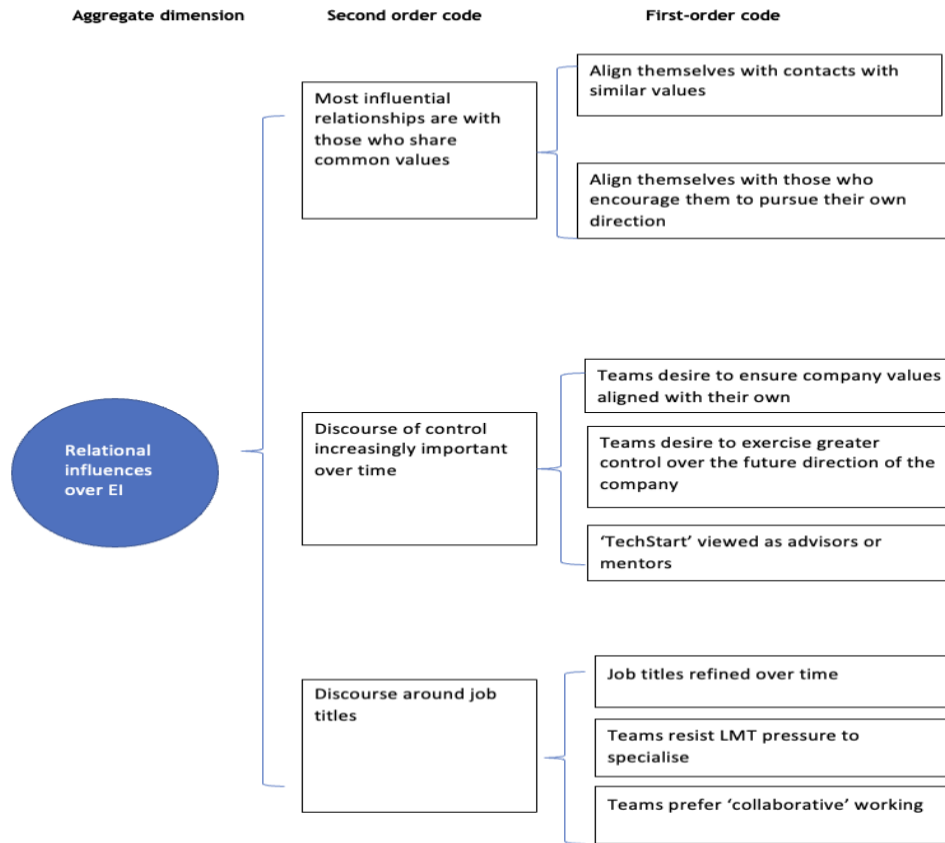 Aggregate dimension
Second order code
First-order code
Most influential
relationships are with
those who share
common values
Align themselves with contacts with
similar values
Align themselves with those who
encourage them to pursue their own
direction
Relational
influences
over EI
Discourse of control
increasingly important
over time
Teams desire to ensure company values
aligned with their own
Teams desire to exercise greater
control over the future direction of the
company
‘TechStart’ viewed as advisors or
mentors
Discourse around job
titles
Job titles refined over time
Teams resist LMT pressure to
specialise
Teams prefer ‘collaborative’ working